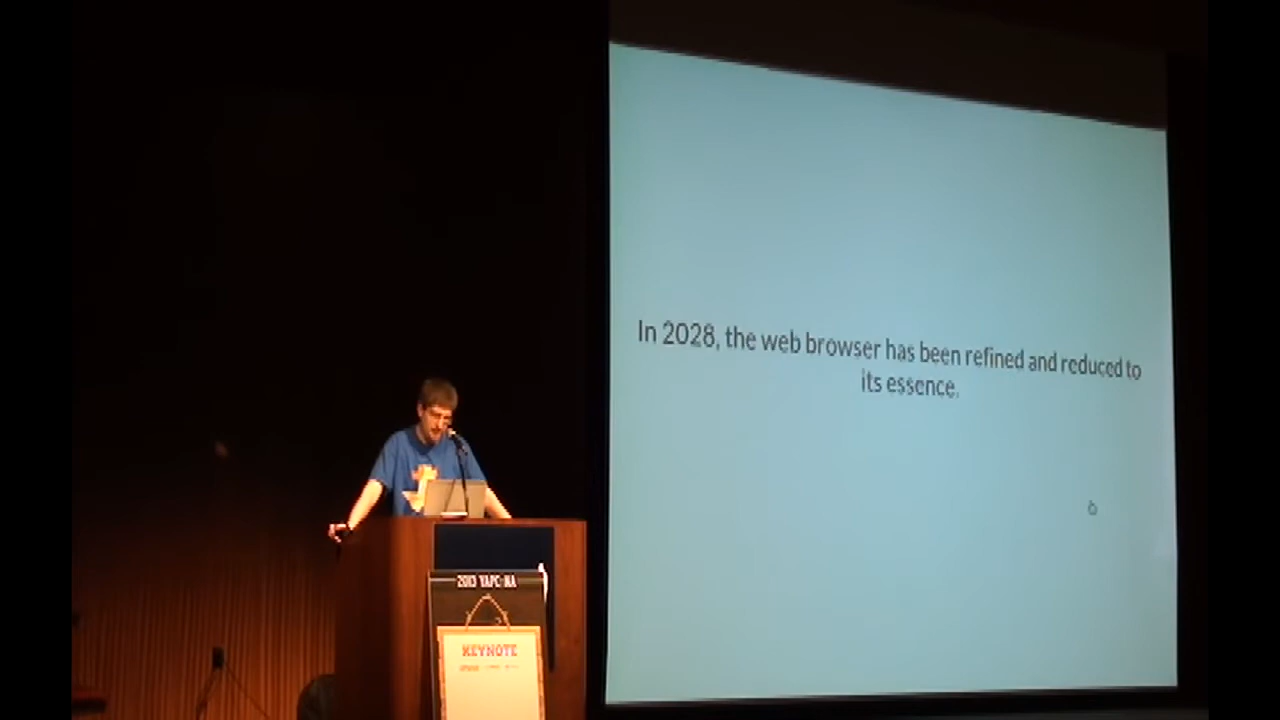 In 2028, the web browser has been refined and reduced to
its essence.
2013 YAPC::NA
KEYNOTE